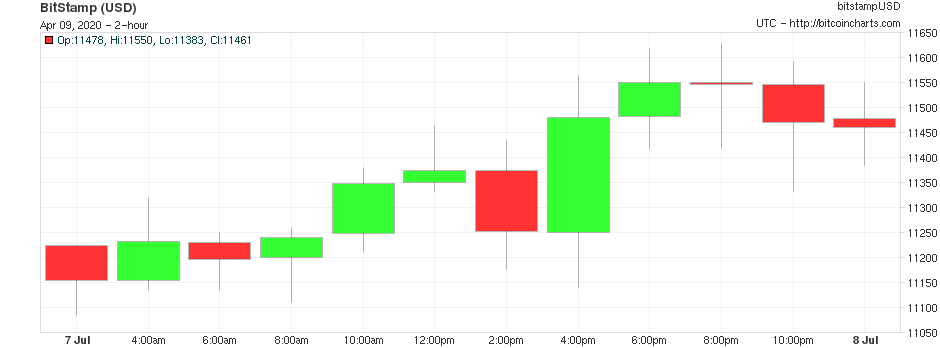 BitStamp (USD)
bitstampUSD
Apr 09, 2020 - 2-hour
UTC - http://bitcoincharts.com
Op:11478, Hi:11550, Lo:11383, Cl:11461
11650
11600
11550
11500
11450
11400
11350
11300
11250
11200
11150
11100
11050
7 Jul 4:00am 6:00am 8:00am 10:00am 12:00pm 2:00pm 4:00pm 6:00pm 8:00pm 10:00pm 8 Jul